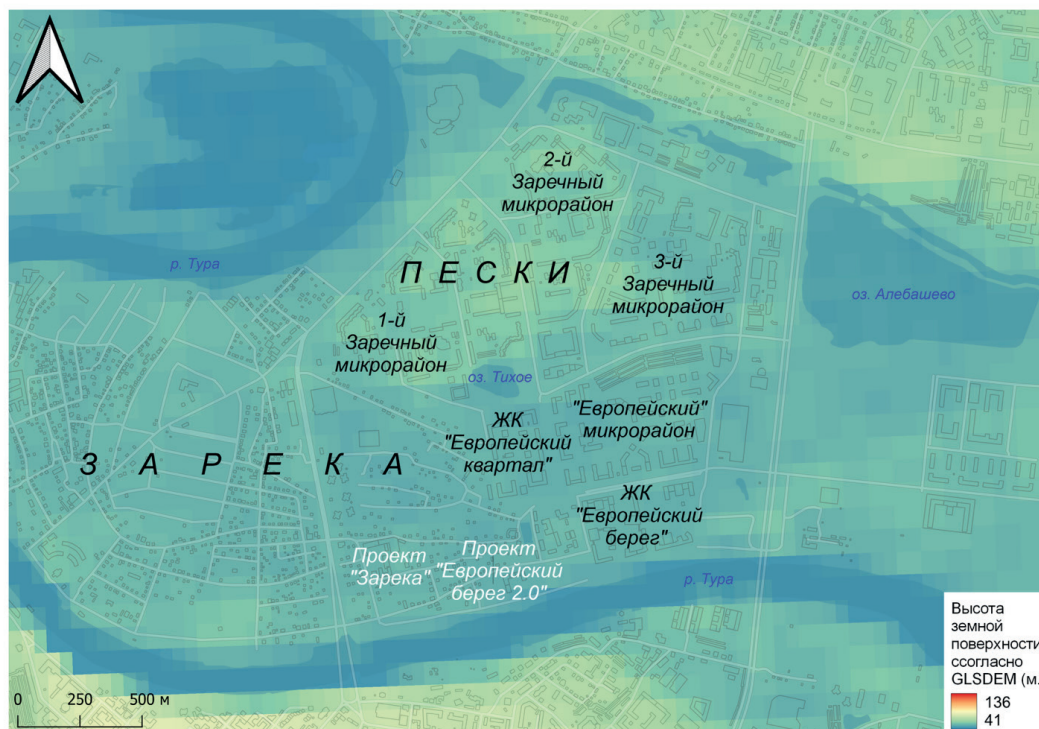 2-й
Заречный
микрорайон
р. Тура
ПЕСКИ
3-й
Заречный
микрорайон
оз. Алебашево
1-й
Заречный
микрорайон
оз. Тихое
ЖК
"Европейский
квартал"
"Европейский"
микрорайон
ЗАРЕКА
ЖК
"Европейский
берег"
Проект
"Зарека"
Проект
"Европейский
берег 2.0"
р. Тура
Высота
земной
поверхности
ссогласно
GLSDEM (м.
136
41
0 250 500 м